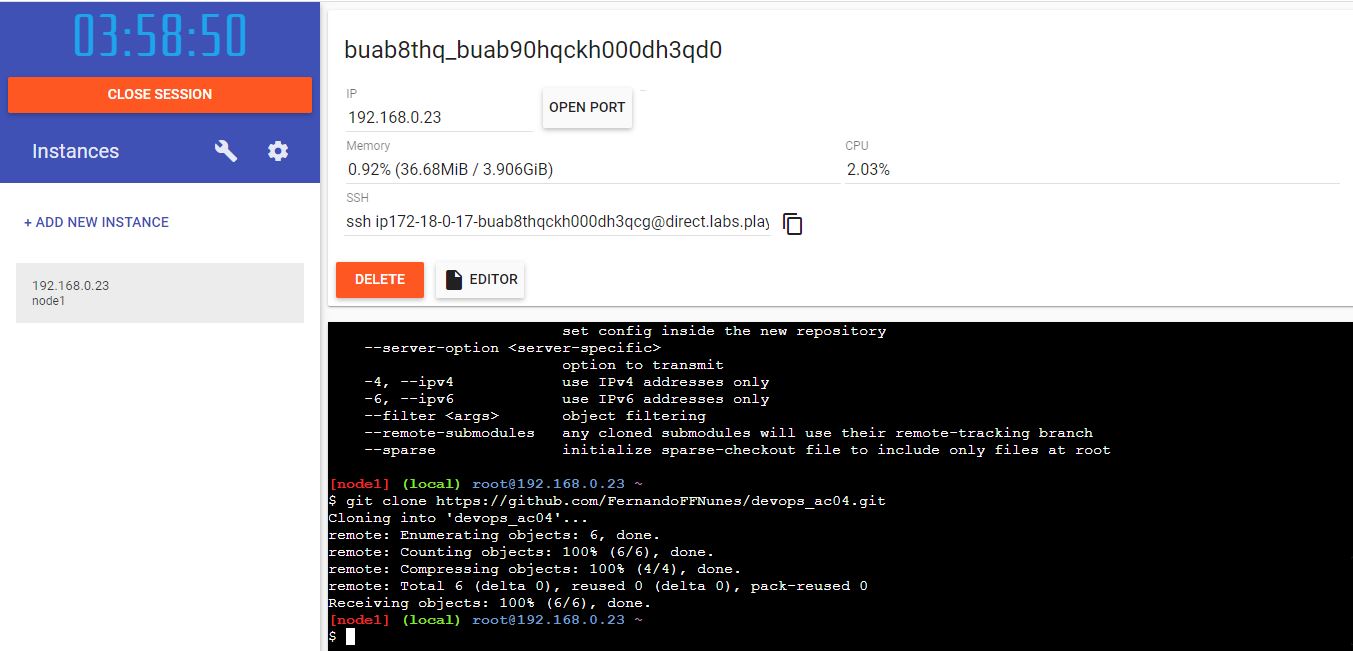 03:58:50
CLOSE SESSION
Instances
+ ADD NEW INSTANCE
192.168.0.23
node1
buab8thq_buab90hqckh000dh3qd0
IP
192.168.0.23
OPEN PORT
Memory
0.92% (36.68MiB / 3.906GiB)
CPU
2.03%
SSH
ssh ip172-18-0-17-buab8thqckh000dh3qcg@direct.labs.play
DELETE
EDITOR
set config inside the new repository
--server-option <server-specific>
option to transmit
-4, --ipv4 use IPv4 addresses only
-6, --ipv6 use IPv6 addresses only
--filter <args> object filtering
--remote-submodules any cloned submodules will use their remote-tracking branch
--sparse initialize sparse-checkout file to include only files at root
[node1] (local) root@192.168.0.23 ~
$ git clone https://github.com/FernandoFFNunes/devops_ac04.git
Cloning into 'devops_ac04'...
remote: Enumerating objects: 6, done.
remote: Counting objects: 100% (6/6), done.
remote: Compressing objects: 100% (4/4), done.
remote: Total 6 (delta 0), reused 0 (delta 0), pack-reused 0
Receiving objects: 100% (6/6), done.
[node1] (local) root@192.168.0.23 ~
$